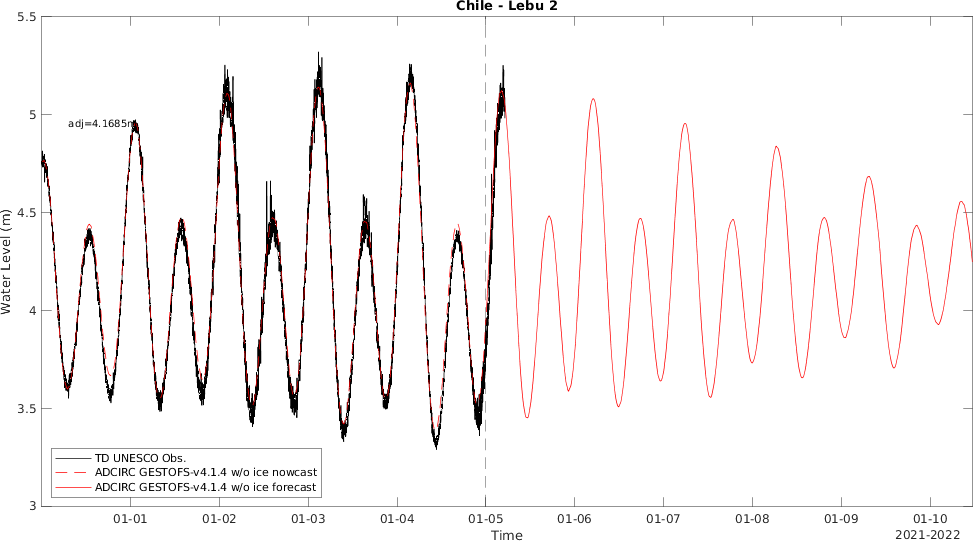 Chile - Lebu 2
5.5
5
4.5
4
3.5
3
Water Level (m)
adj=4.1685m
TD UNESCO Obs.
ADCIRC GESTOFS-v4.1.4 w/o ice nowcast
ADCIRC GESTOFS-v4.1.4 w/o ice forecast
01-01 01-02 01-03 01-04 01-05 01-06 01-07 01-08 01-09 01-10
Time
2021-2022